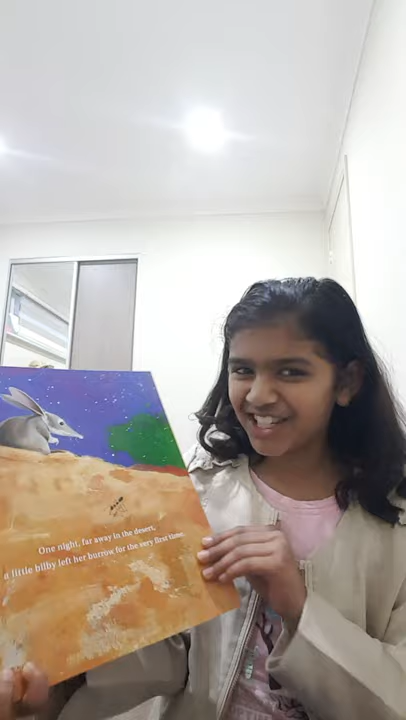 One night, far away in the desert,
a little bilby left her burrow for the very first time.